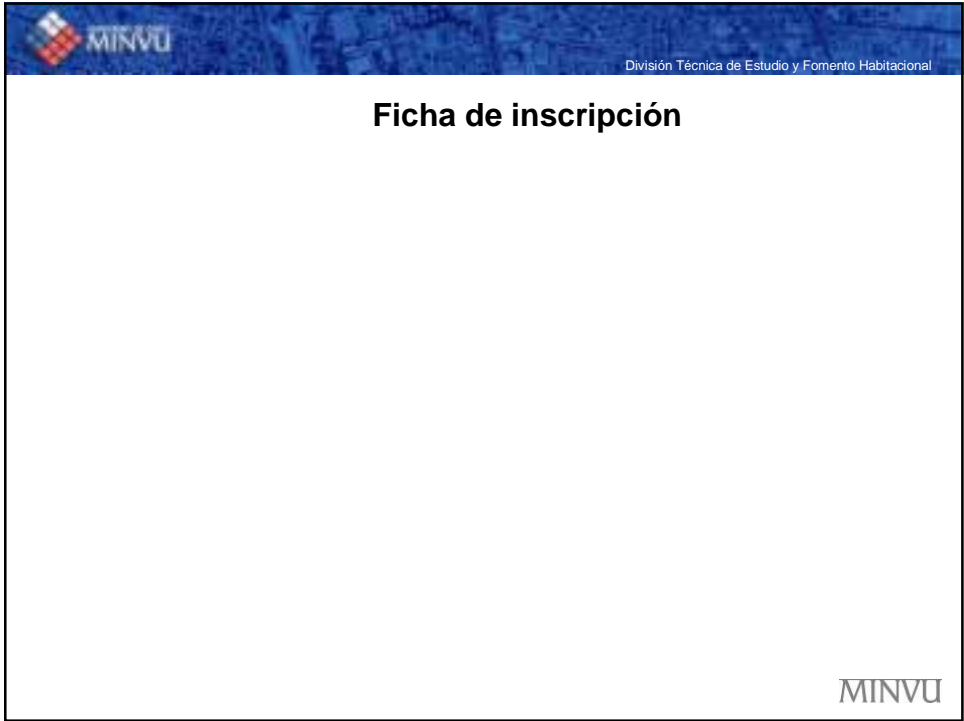 MINVU
División Técnica de Estudio y Fomento Habitacional
Ficha de inscripción
MINVU